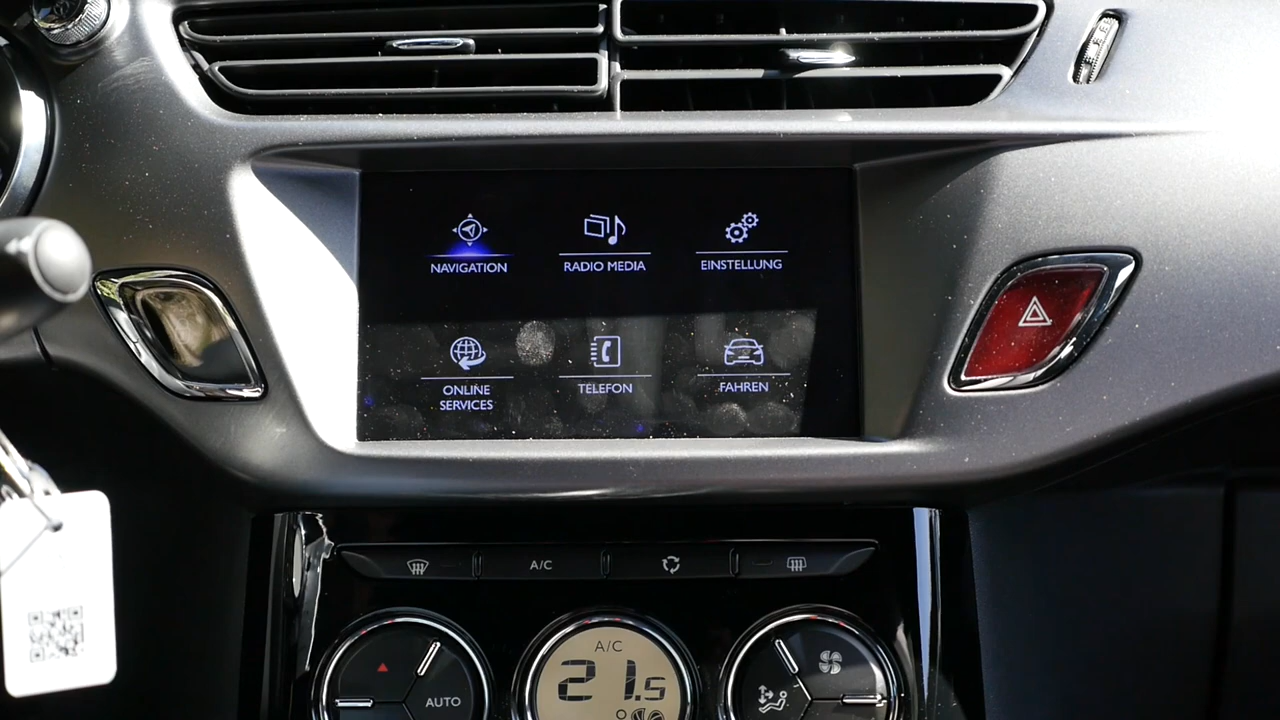 NAVIGATION
RADIO MEDIA
EINSTELLUNG
ONLINE
SERVICES
TELEFON
FAHREN
A/C
A/C
21.5
AUTO